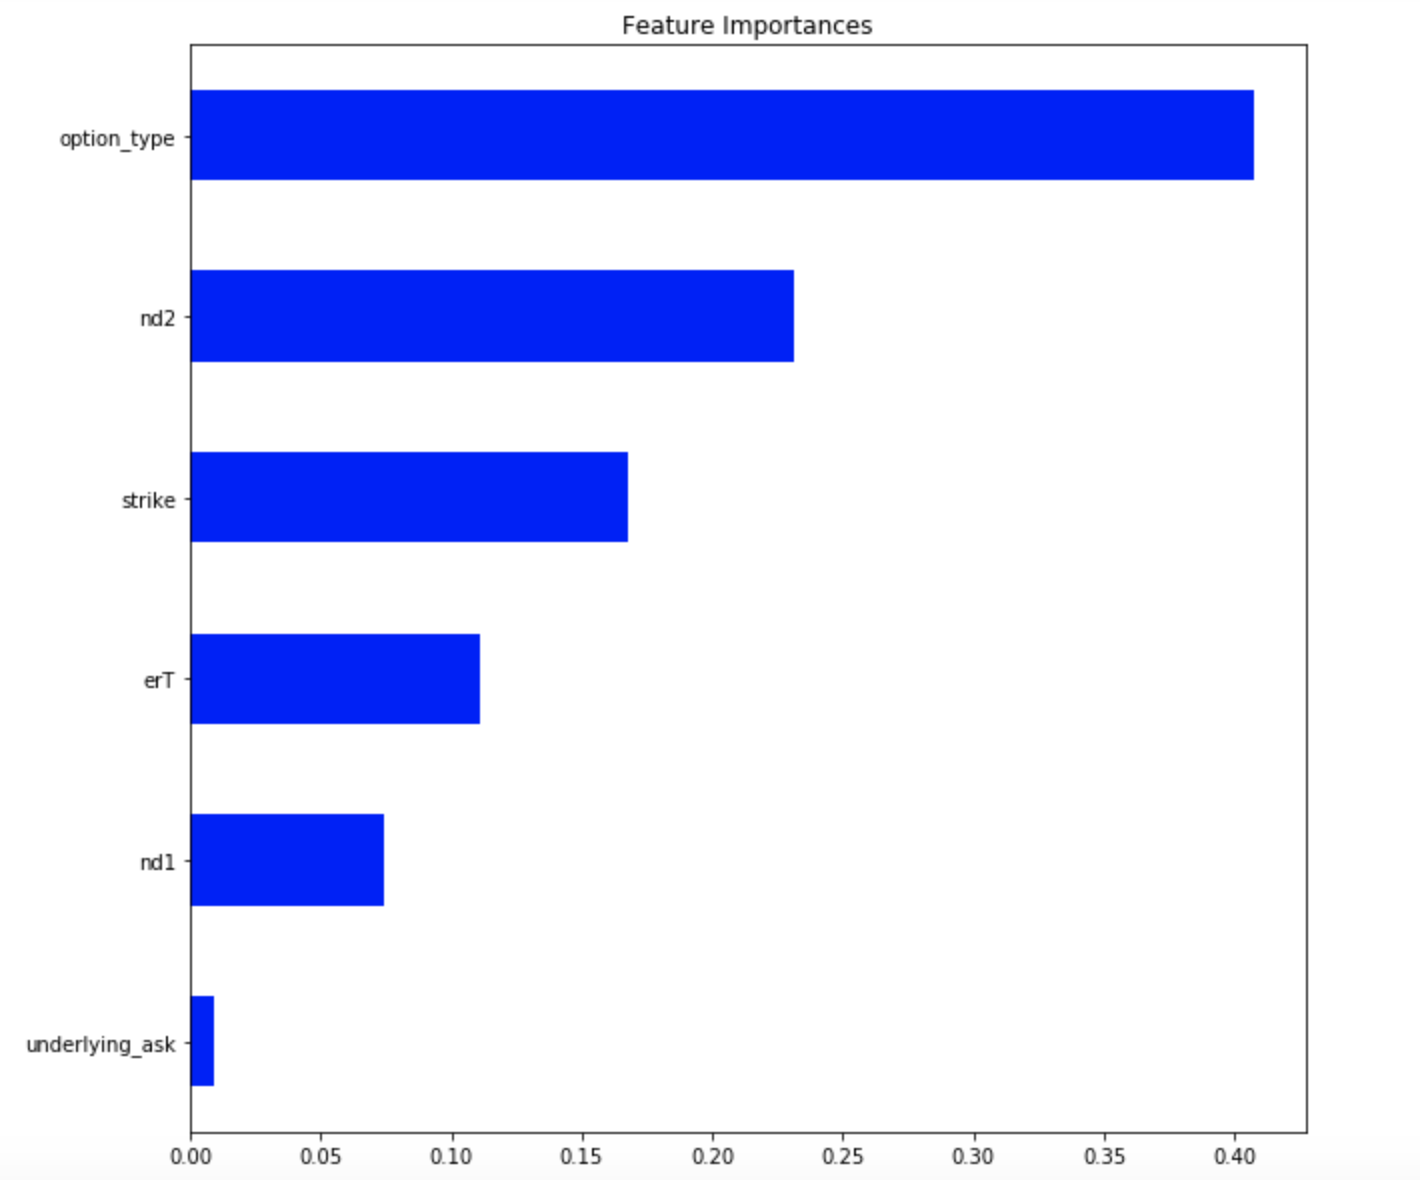 Feature Importances
option_type
nd2
strike
erT
nd1
underlying_ask
0.00 0.05 0.10 0.15 0.20 0.25 0.30 0.35 0.40